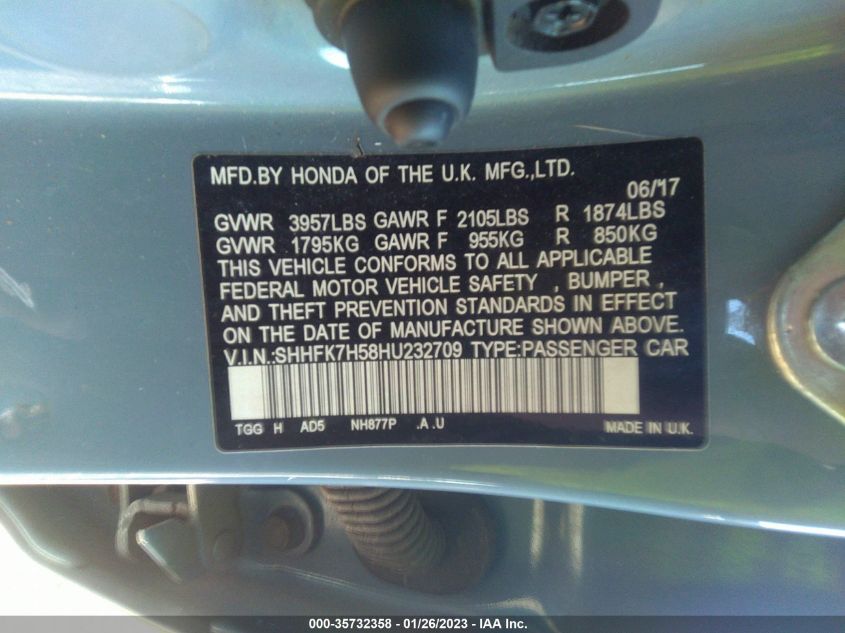 MFD.BY HONDA OF THE U.K. MFG.,LTD.
06/'17
GVWR 3957LBS GAWR F 2105LBS R 1874LBS
GVWR 1795KG GAWR F 955KG R 850KG
THIS VEHICLE CONFORMS TO ALL APPLICABLE
FEDERAL MOTOR VEHICLE SAFETY , BUMPER ,
AND THEFT PREVENTION STANDARDS IN EFFECT
ON THE DATE OF MANUFACTURE SHOWN ABOVE.
V.I.N.:SHHFK7H58HU232709 TYPE:PASSENGER CAR
TGG H AD5 NH877P .A .U MADE IN U.K.
000-35732358 | 01/26/2023 - IAA Inc.